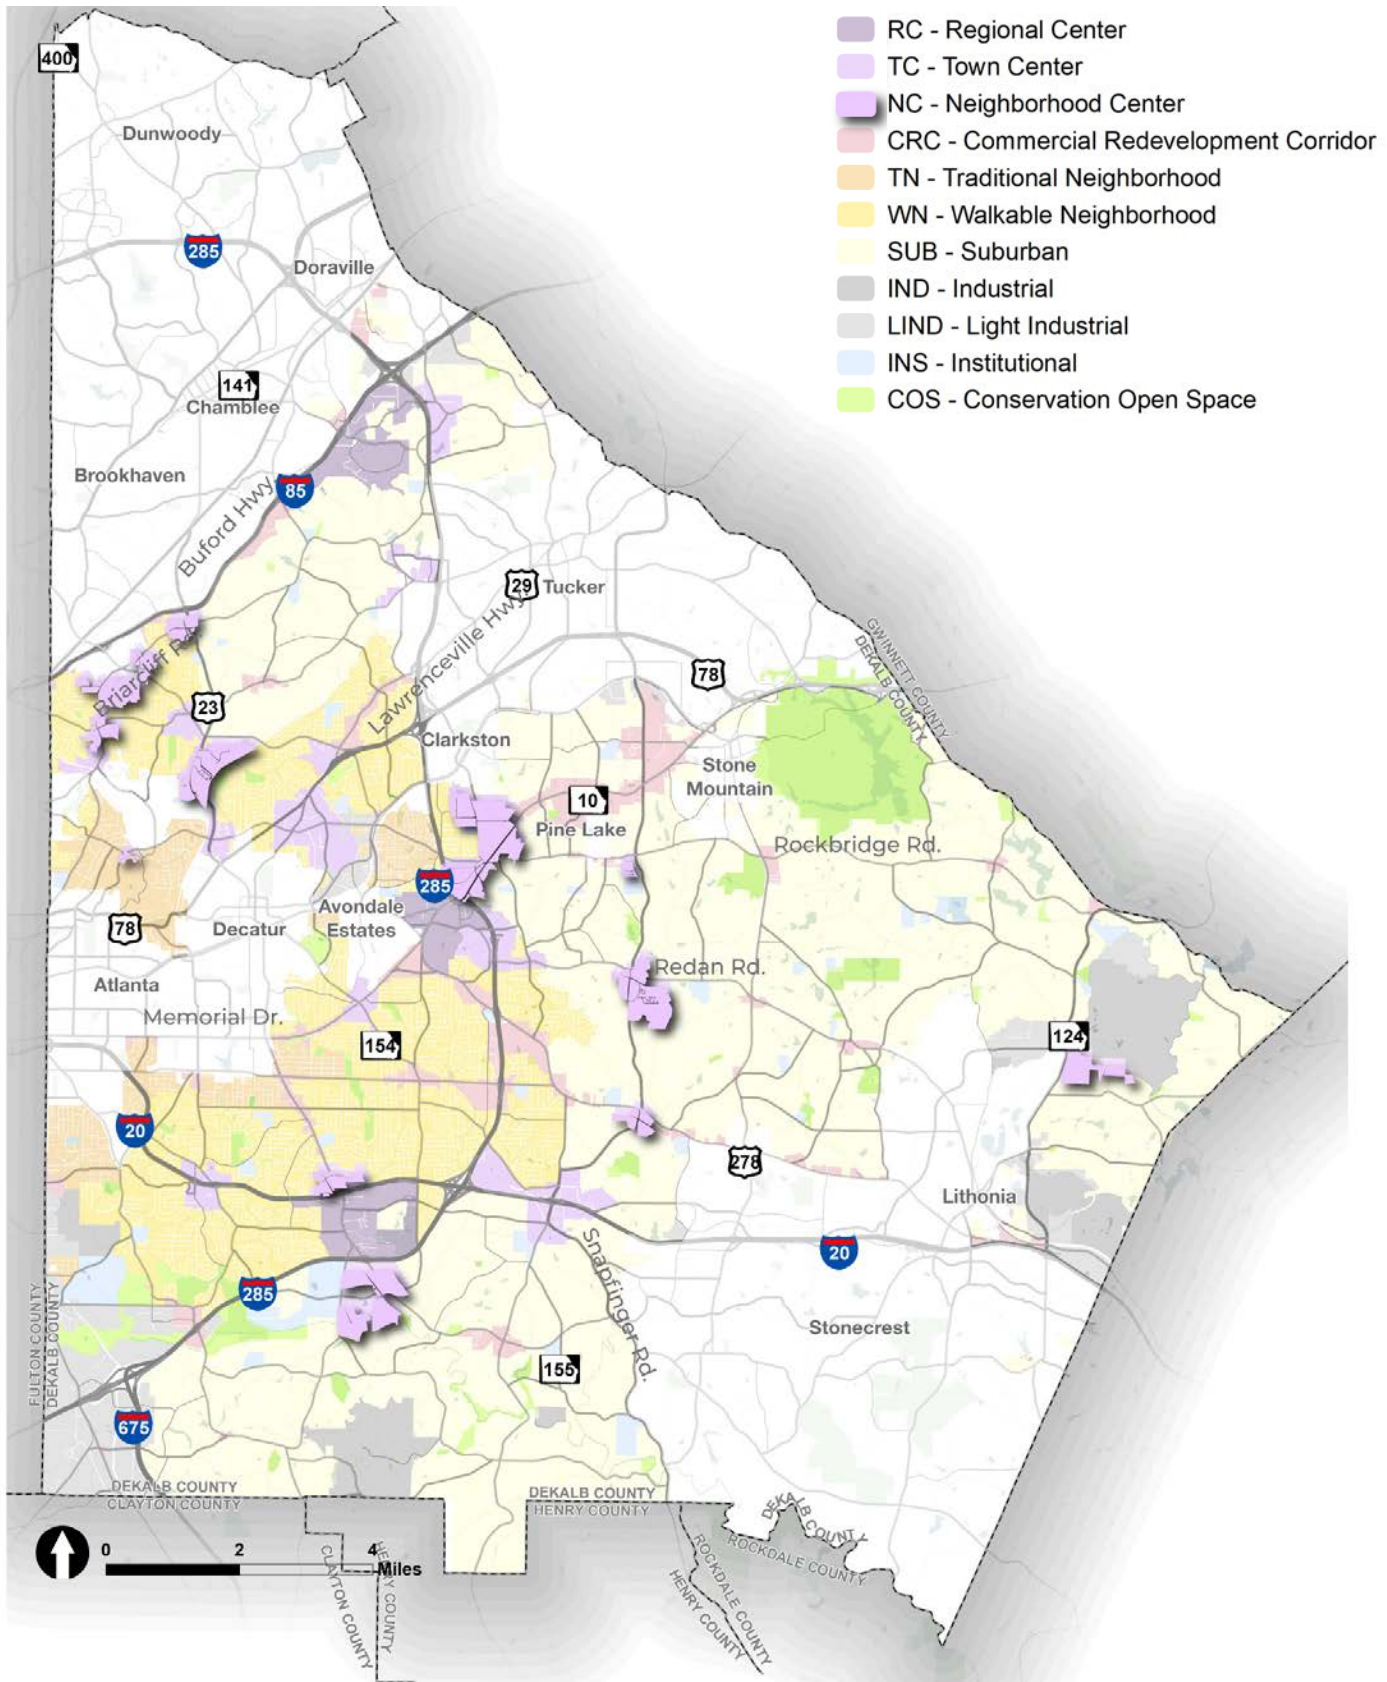 RC - Regional Center
TC - Town Center
NC - Neighborhood Center
CRC - Commercial Redevelopment Corridor
TN - Traditional Neighborhood
WN - Walkable Neighborhood
SUB - Suburban
IND - Industrial
LIND - Light Industrial
INS - Institutional
COS - Conservation Open Space
400
Dunwoody
285
Doraville
141
Chamblee
Brookhaven
85
Buford Hwy.
29
Tucker
Lawrenceville Hwy.
GWINNETT COUNTY
DEKALB COUNTY
78
Briarcliff Rd.
23
Clarkston
Stone
Mountain
10
Pine Lake
Rockbridge Rd.
285
Avondale
Estates
78
Decatur
Redan Rd.
Atlanta
Memorial Dr.
154
124
20
278
Lithonia
20
Snapfinger Rd.
285
FULTON COUNTY
DEKALB COUNTY
Stonecrest
155
675
DEKALB COUNTY
CLAYTON COUNTY
DEKALB COUNTY
HENRY COUNTY
DEKALB COUNTY
ROCKDALE COUNTY
0 2 4
Miles
CLAYTON COUNTY
HENRY COUNTY
ROCKDALE COUNTY
HENRY COUNTY